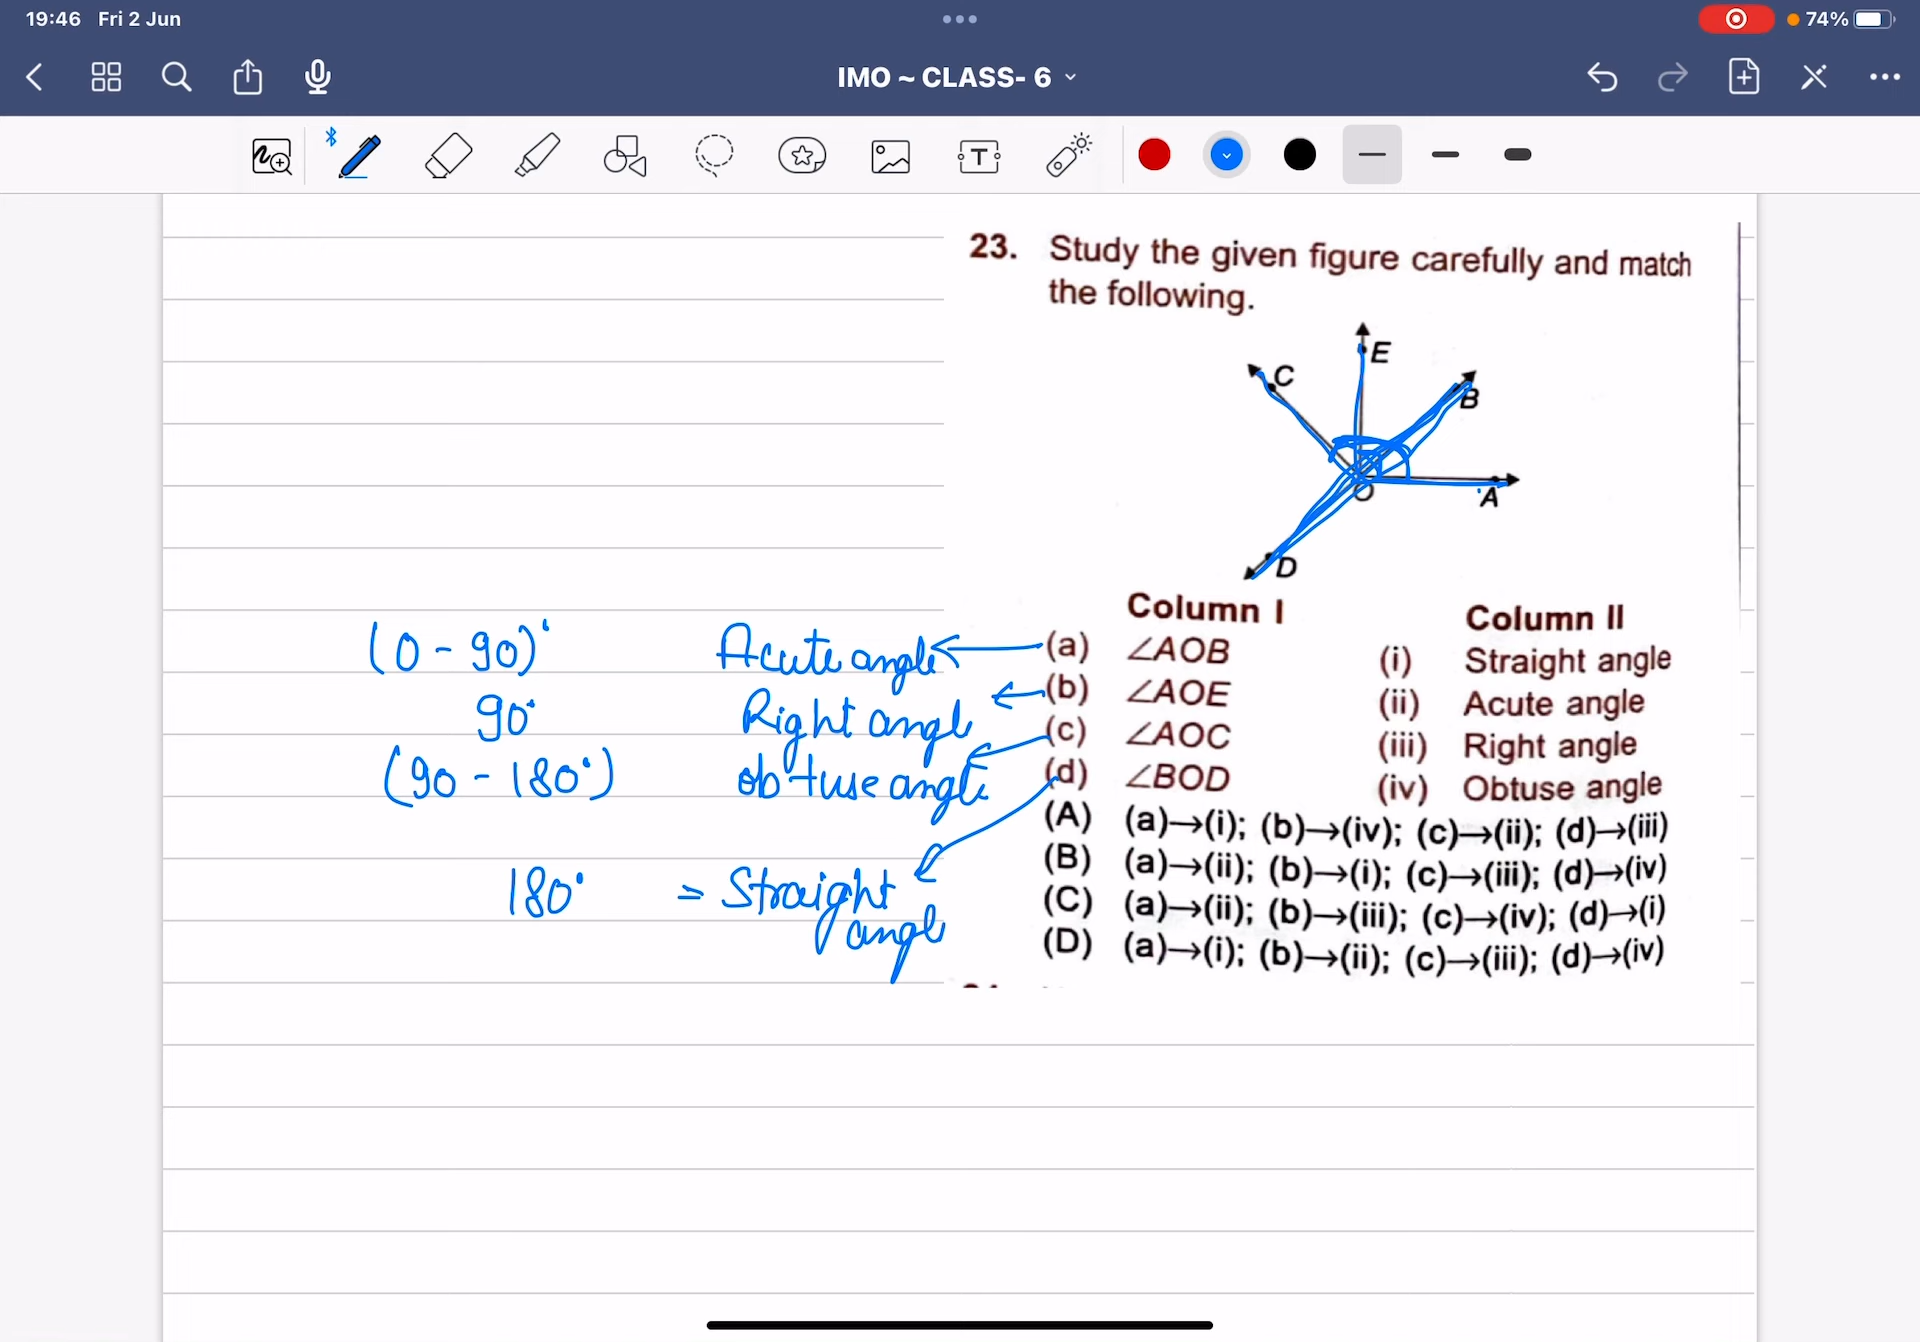 19:46 Fri 2 Jun
74%
IMO ~ CLASS- 6
23. Study the given figure carefully and match
the following.
E
C
B
O
A
D
Column I Column II
(0 - 90)° Acute angle (a) ∠AOB (i) Straight angle
90° Right angle (b) ∠AOE (ii) Acute angle
(90 - 180°) obtuse angle (c) ∠AOC (iii) Right angle
(d) ∠BOD (iv) Obtuse angle
(A) (a)→(i); (b)→(iv); (c)→(ii); (d)→(iii)
(B) (a)→(ii); (b)→(i); (c)→(iii); (d)→(iv)
180° = Straight (C) (a)→(ii); (b)→(iii); (c)→(iv); (d)→(i)
angle (D) (a)→(i); (b)→(ii); (c)→(iii); (d)→(iv)